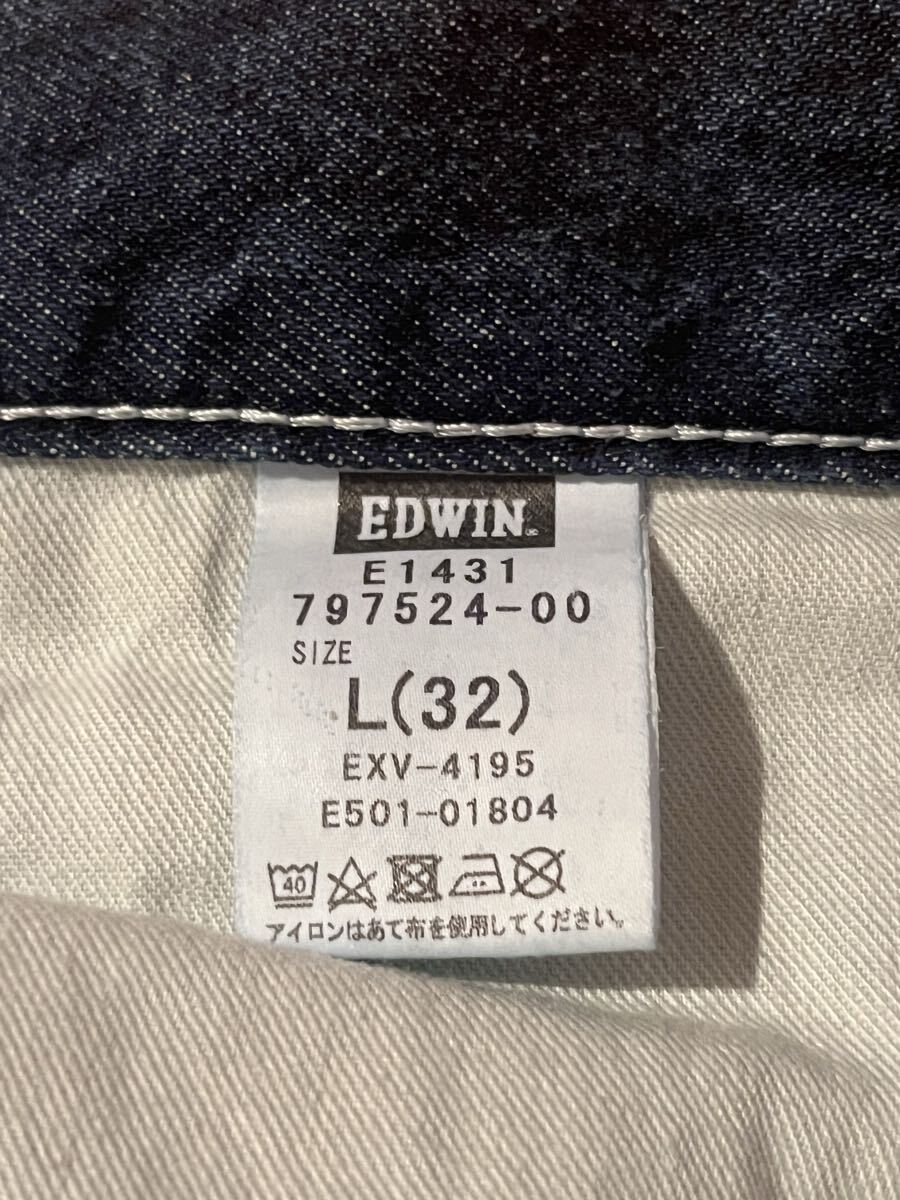 EDWIN
E1431
797524-00
SIZE
L(32)
EXV-4195
E501-01804
40
アイロンはあて布を使用してください。